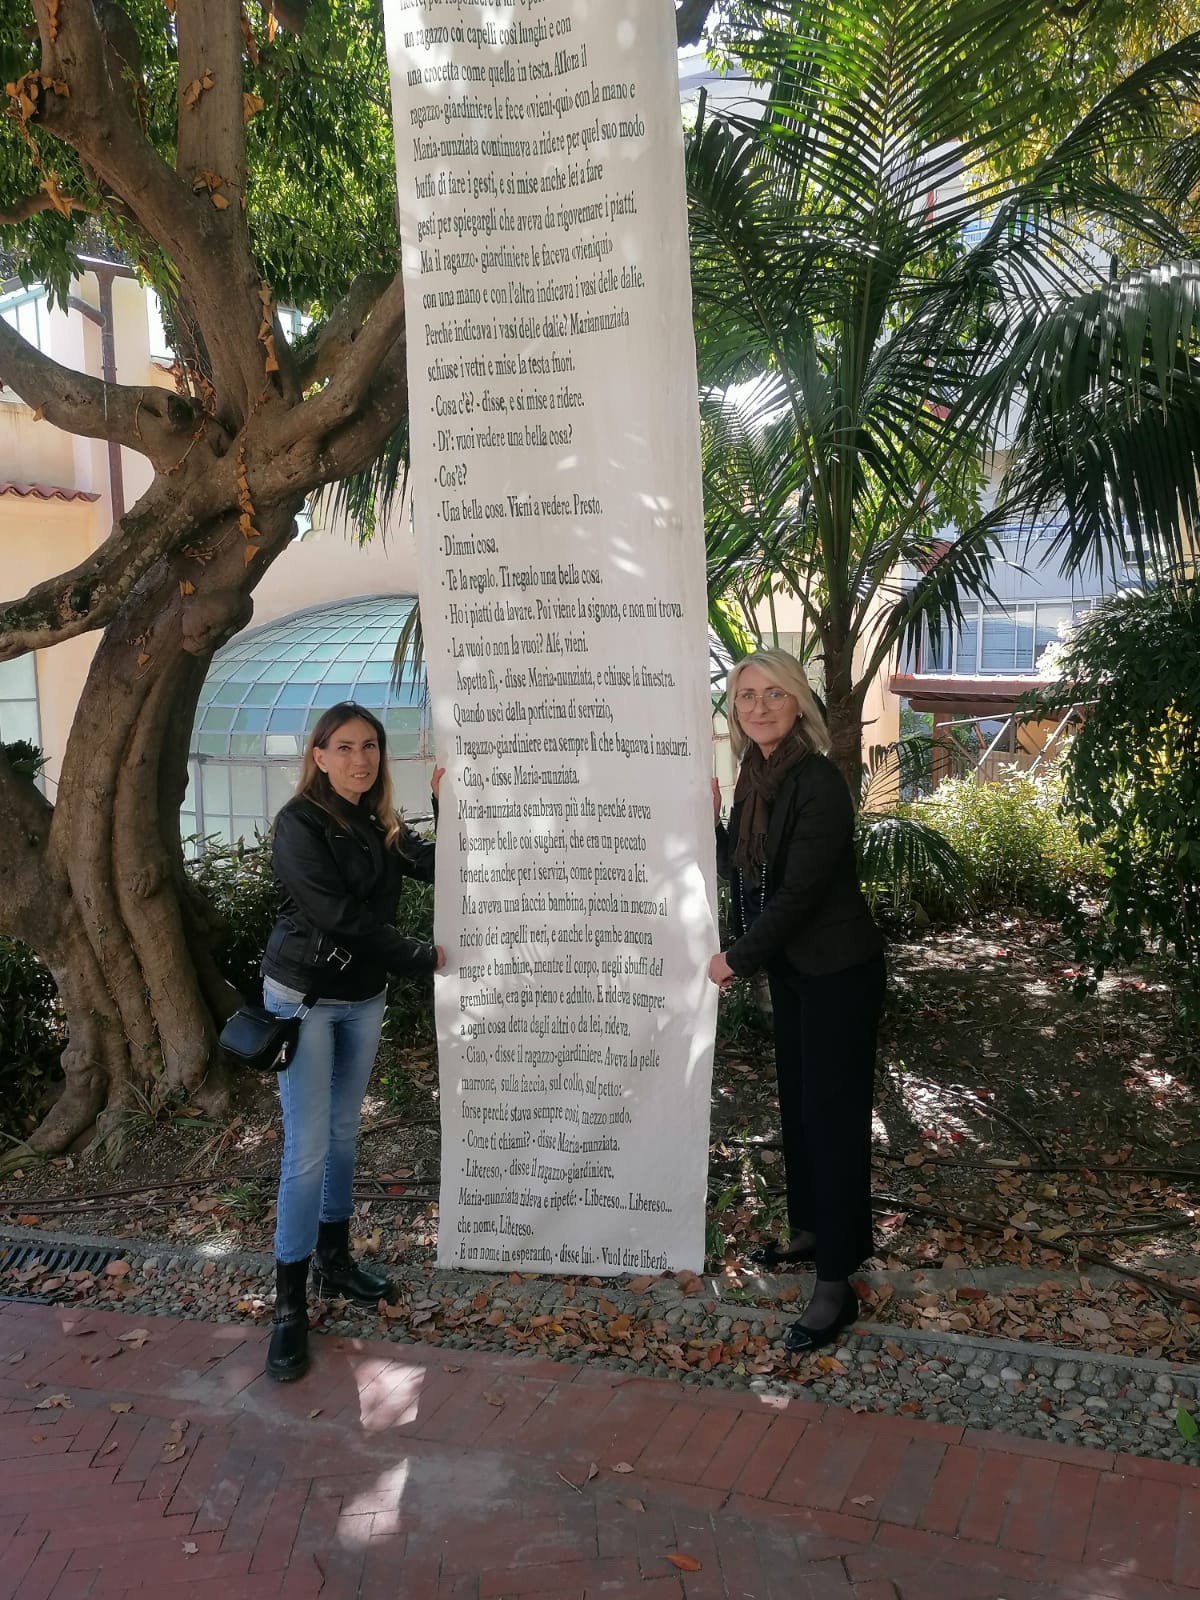 un ragazzo coi capelli così lunghi e con
una crocetta come quella in testa. Allora il
ragazzo-giardiniere le fece «vieni-qui» con la mano e
Maria-nunziata continuava a ridere per quel suo modo
buffo di fare i gesti, e si mise anche lei a fare
gesti per spiegargli che aveva da rigovernare i piatti.
Ma il ragazzo- giardiniere le faceva «vieniqui»
con una mano e con l'altra indicava i vasi delle dalie.
Perché indicava i vasi delle dalie? Marianunziata
schiuse i vetri e mise la testa fuori.
- Cosa c'è? - disse, e si mise a ridere.
- Di': vuoi vedere una bella cosa?
- Cos'è?
- Una bella cosa. Vieni a vedere. Presto.
- Dimmi cosa.
- Te la regalo. Ti regalo una bella cosa.
- Ho i piatti da lavare. Poi viene la signora, e non mi trova.
- La vuoi o non la vuoi? Alé, vieni.
Aspetta lì, - disse Maria-nunziata, e chiuse la finestra.
Quando uscì dalla porticina di servizio,
il ragazzo-giardiniere era sempre lì che bagnava i nasturzi.
- Ciao, - disse Maria-nunziata.
Maria-nunziata sembrava più alta perché aveva
le scarpe belle coi sugheri, che era un peccato
tenerle anche per i servizi, come piaceva a lei.
Ma aveva una faccia bambina, piccola in mezzo al
riccio dei capelli neri, e anche le gambe ancora
magre e bambine, mentre il corpo, negli sbuffi del
grembiule, era già pieno e adulto. E rideva sempre:
a ogni cosa detta dagli altri o da lei, rideva.
- Ciao, - disse il ragazzo-giardiniere. Aveva la pelle
marrone, sulla faccia, sul collo, sul petto:
forse perché stava sempre così, mezzo nudo.
- Come ti chiami? - disse Maria-nunziata.
- Libereso, - disse il ragazzo-giardiniere.
Maria-nunziata rideva e ripeté: - Libereso... Libereso...
che nome, Libereso.
- É un nome in esperanto, - disse lui. - Vuol dire libertà...